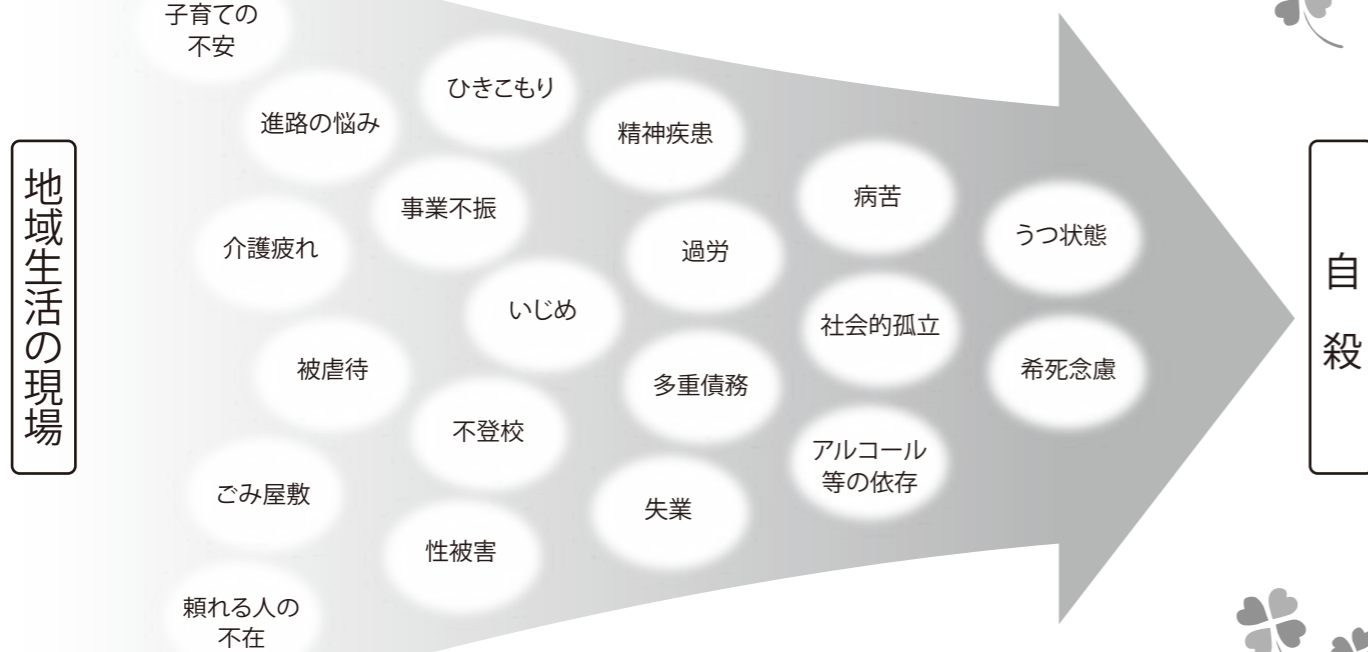 地域生活の現場
子育ての
不安
進路の悩み
ひきこもり
精神疾患
事業不振
介護疲れ
過労
いじめ
被虐待
多重債務
不登校
ごみ屋敷
失業
性被害
頼れる人の
不在
病苦
社会的孤立
アルコール
等の依存
うつ状態
希死念慮
自殺